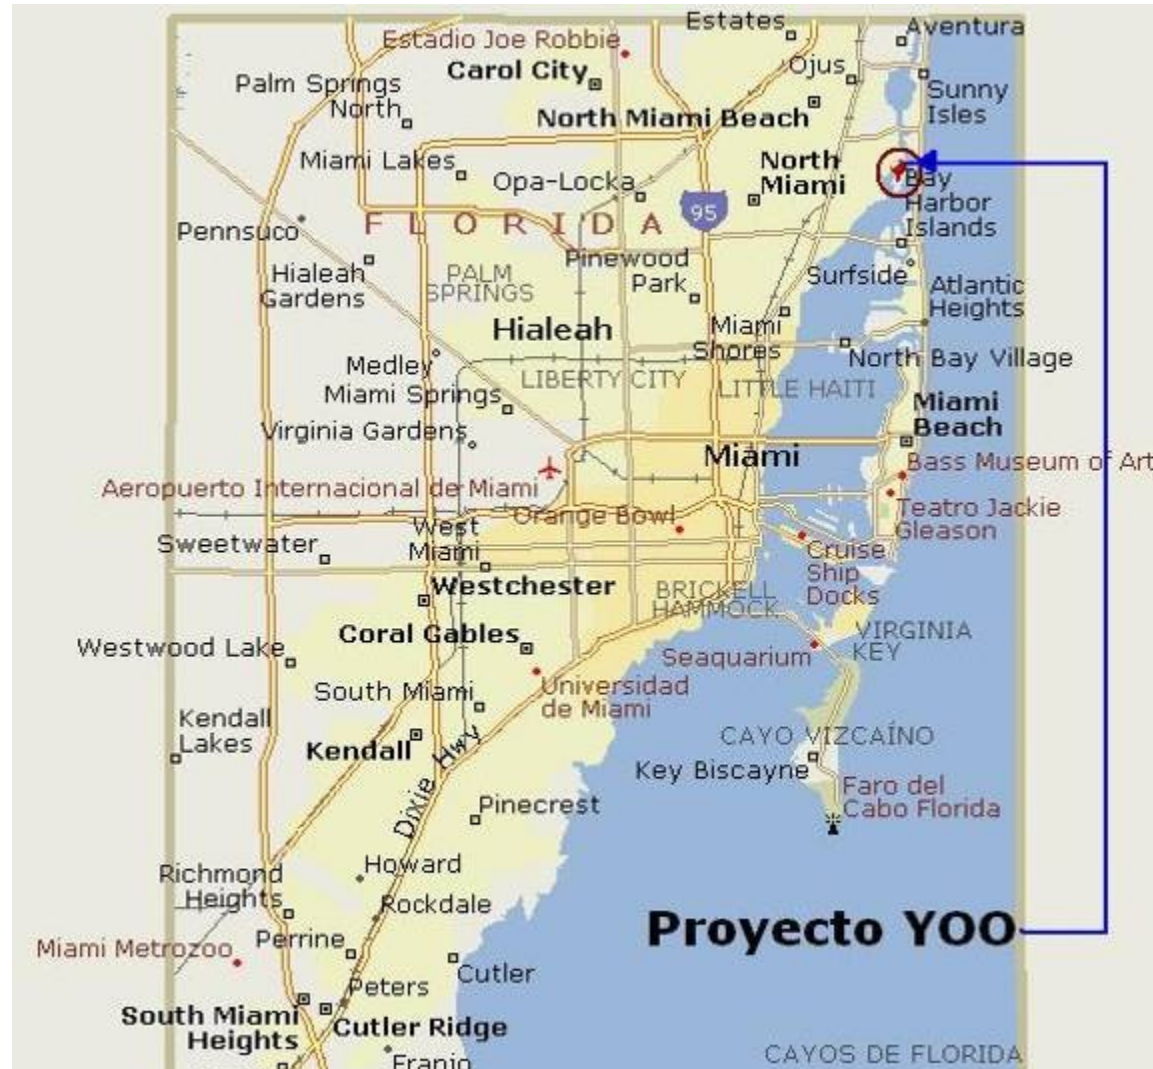 Estates
Aventura
Estadio Joe Robbie
Carol City
Ojus
Palm Springs
North
Sunny
Isles
North Miami Beach
Miami Lakes
North
Miami
Opa-Locka
Bay
Harbor
Islands
95
FLORIDA
Pennsuco
Pinewood
Park
Hialeah
Gardens
PALM
SPRINGS
Surfside
Atlantic
Heights
Hialeah
Miami
Shores
North Bay Village
Medley
LIBERTY CITY
LITTLE HAITI
Miami Springs
Miami
Beach
Virginia Gardens
Miami
Bass Museum of Art
Aeropuerto Internacional de Miami
Teatro Jackie
Gleason
Orange Bowl
West
Miami
Sweetwater
Cruise
Ship
Docks
Westchester
BRICKELL
HAMMOCK
Coral Gables
VIRGINIA
KEY
Westwood Lake
Seaquarium
Universidad
de Miami
South Miami
Kendall
Lakes
CAYO VIZCAÍNO
Kendall
Dixie Hwy
Key Biscayne
Faro del
Cabo Florida
Pinecrest
Howard
Richmond
Heights
Rockdale
Proyecto YOO
Perrine
Miami Metrozoo
Cutler
Peters
South Miami
Heights
Cutler Ridge
CAYOS DE FLORIDA
Franjo